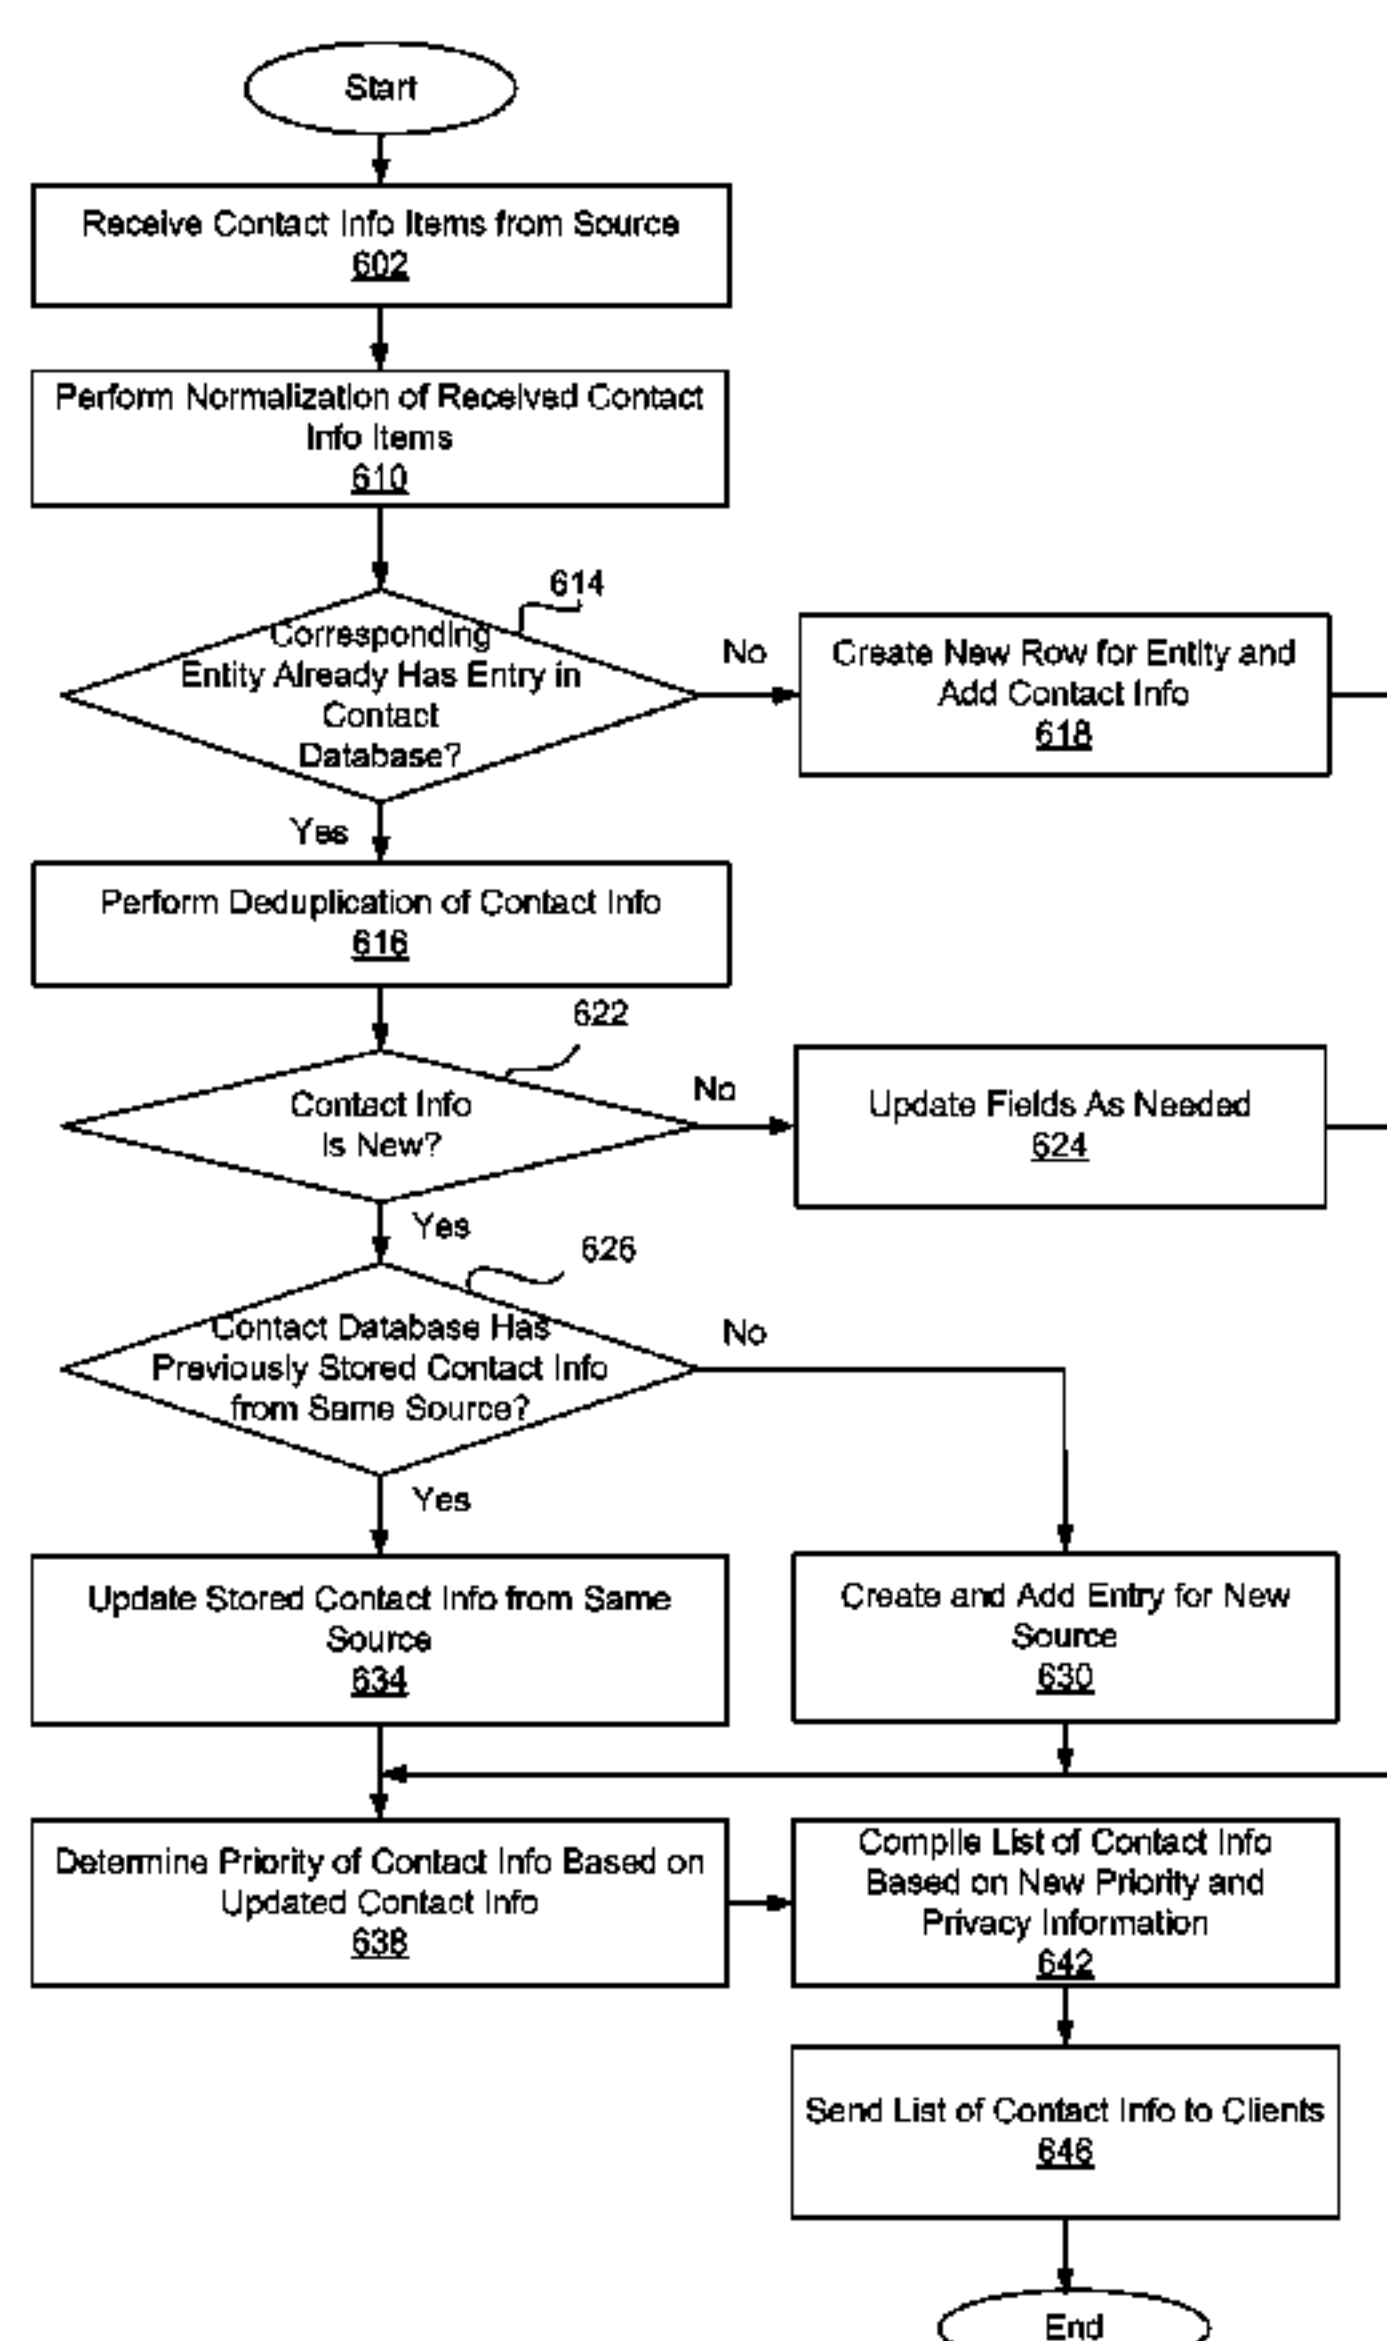 Start
Receive Contact Info Items from Source
602
Perform Normalization of Received Contact
Info Items
610
614
Corresponding
Entity Already Has Entry in
Contact
Database?
No
Create New Row for Entity and
Add Contact Info
618
Yes
Perform Deduplication of Contact Info
616
622
Contact Info
Is New?
No
Update Fields As Needed
624
Yes
626
Contact Database Has
Previously Stored Contact Info
from Same Source?
No
Yes
Update Stored Contact Info from Same
Source
634
Create and Add Entry for New
Source
630
Determine Priority of Contact Info Based on
Updated Contact Info
638
Compile List of Contact Info
Based on New Priority and
Privacy Information
642
Send List of Contact Info to Clients
646
End